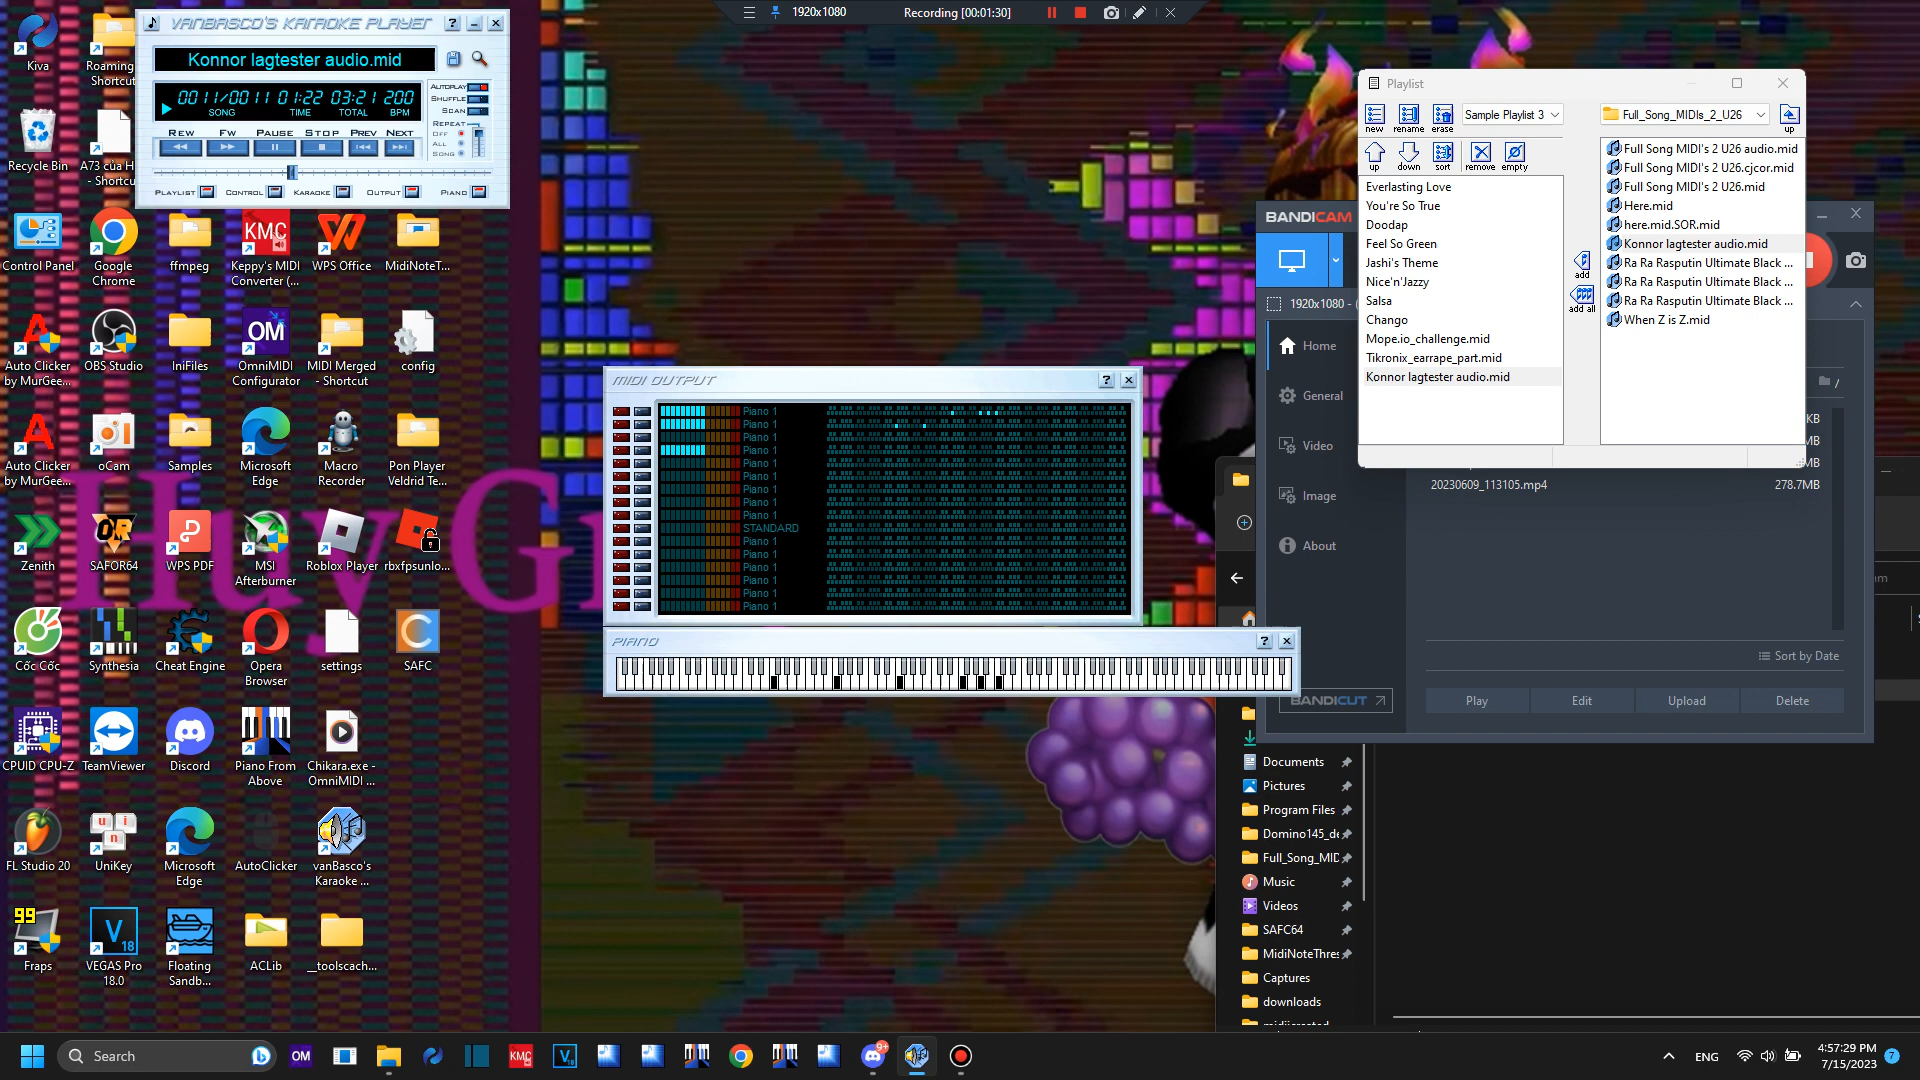 VANBASCO'S KARAOKE PLAYER
Konnor lagtester audio.mid
0011/0011 01:22 03:21 200
SONG TIME TOTAL BPM
AUTOPLAY
SHUFFLE
SCAN
REPEAT
OFF
ALL
SONG
REW FW PAUSE STOP PREV NEXT
PLAYLIST CONTROL KARAOKE OUTPUT PIANO
1920x1080 Recording [00:01:30]
Kiva
Roaming - Shortcut
Recycle Bin
A73 của H... - Shortcut
Control Panel
Google Chrome
ffmpeg
KMC
Keppy's MIDI Converter (...
WPS Office
MidiNoteT...
Auto Clicker by MurGee...
OBS Studio
IniFiles
OM
OmniMIDI Configurator
MIDI Merged - Shortcut
config
Auto Clicker by MurGee...
oCam
Samples
Microsoft Edge
Macro Recorder
Pon Player Veldrid Te...
Zenith
SAFOR64
WPS PDF
MSI Afterburner
Roblox Player
rbxfpsunlo...
Cốc Cốc
Synthesia
Cheat Engine
Opera Browser
settings
SAFC
CPUID CPU-Z
TeamViewer
Discord
Piano From Above
Chikara.exe - OmniMIDI ...
FL Studio 20
UniKey
Microsoft Edge
AutoClicker
vanBasco's Karaoke ...
99
Fraps
VEGAS Pro 18.0
Floating Sandb...
ACLib
__toolscach...
MIDI OUTPUT
Piano 1
Piano 1
Piano 1
Piano 1
Piano 1
Piano 1
Piano 1
Piano 1
Piano 1
STANDARD
Piano 1
Piano 1
Piano 1
Piano 1
Piano 1
Piano 1
PIANO
Playlist
new rename erase
Sample Playlist 3
up down sort remove empty
Everlasting Love
You're So True
Doodap
Feel So Green
Jashi's Theme
Nice'n'Jazzy
Salsa
Chango
Mope.io_challenge.mid
Tikronix_earrape_part.mid
Konnor lagtester audio.mid
add
add all
Full_Song_MIDIs_2_U26
up
Full Song MIDI's 2 U26 audio.mid
Full Song MIDI's 2 U26.cjcor.mid
Full Song MIDI's 2 U26.mid
Here.mid
here.mid.SOR.mid
Konnor lagtester audio.mid
Ra Ra Rasputin Ultimate Black ...
Ra Ra Rasputin Ultimate Black ...
Ra Ra Rasputin Ultimate Black ...
When Z is Z.mid
BANDICAM
1920x1080 - (
Home
General
Video
Image
About
BANDICUT
20230609_113105.mp4 278.7MB
Sort by Date
Play Edit Upload Delete
Documents
Pictures
Program Files
Domino145_de
Full_Song_MID
Music
Videos
SAFC64
MidiNoteThres
Captures
downloads
Search
OM
KMC
9+
ENG
4:57:29 PM
7/15/2023
7